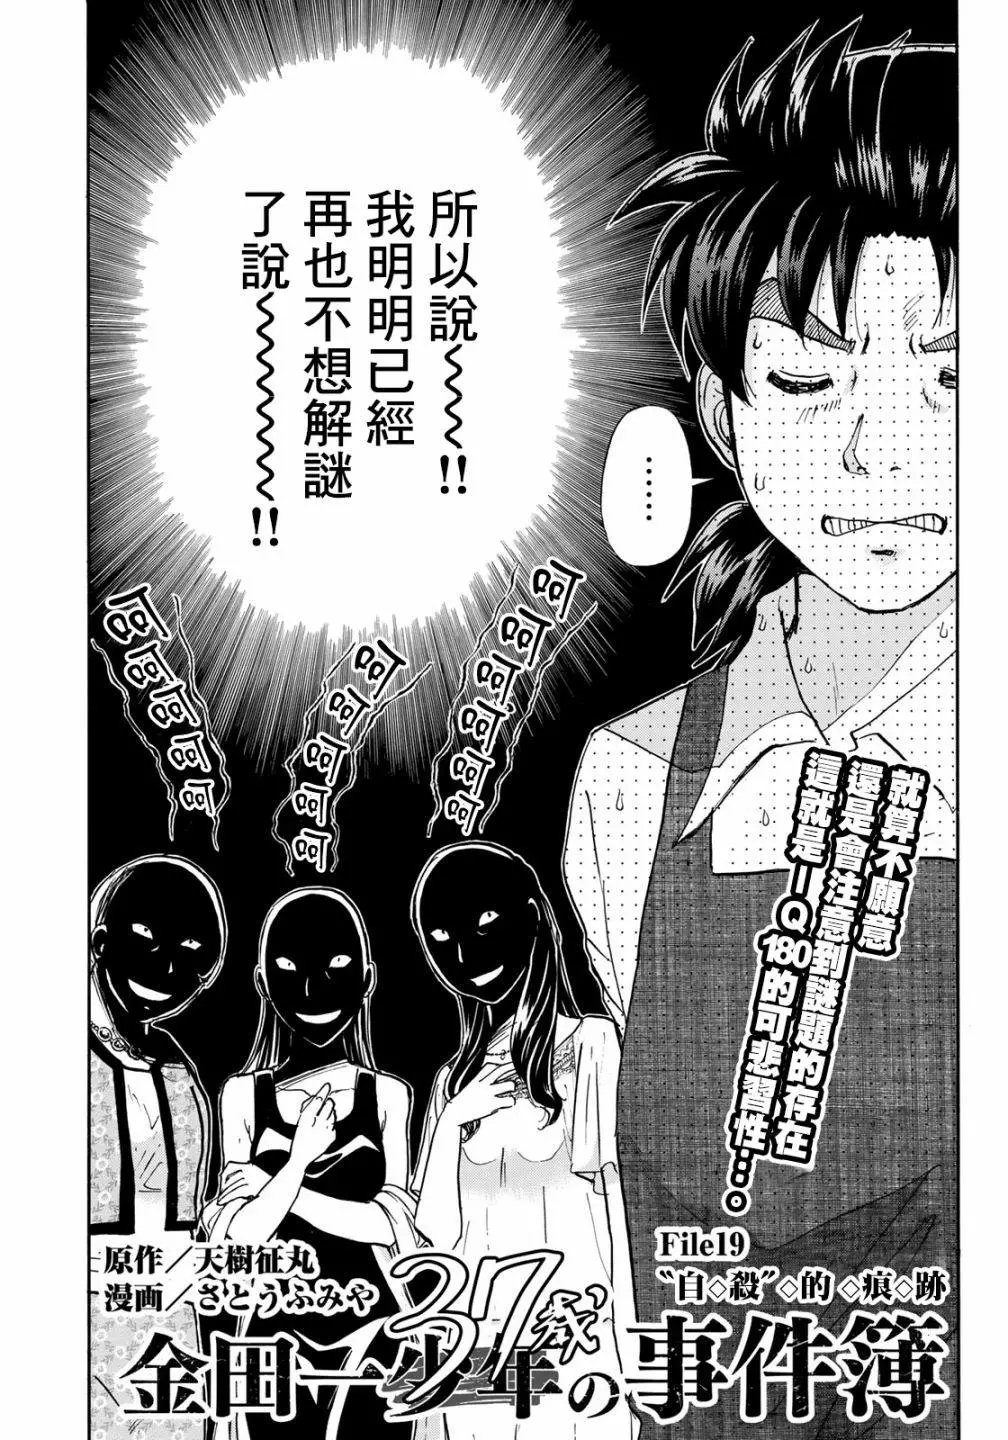 所以說～～～!!
我明明已經
再也不想解謎
了說～～～～～!!
……
呵呵呵呵呵呵
呵呵呵呵呵
呵呵呵呵呵
就算不願意
還是會注意到謎題的存在
這就是IQ180的可悲習性…。
File19
〝自◇殺〞◇的◇痕◇跡
原作／天樹征丸
漫画／さとうふみや
金田一37歳の事件簿